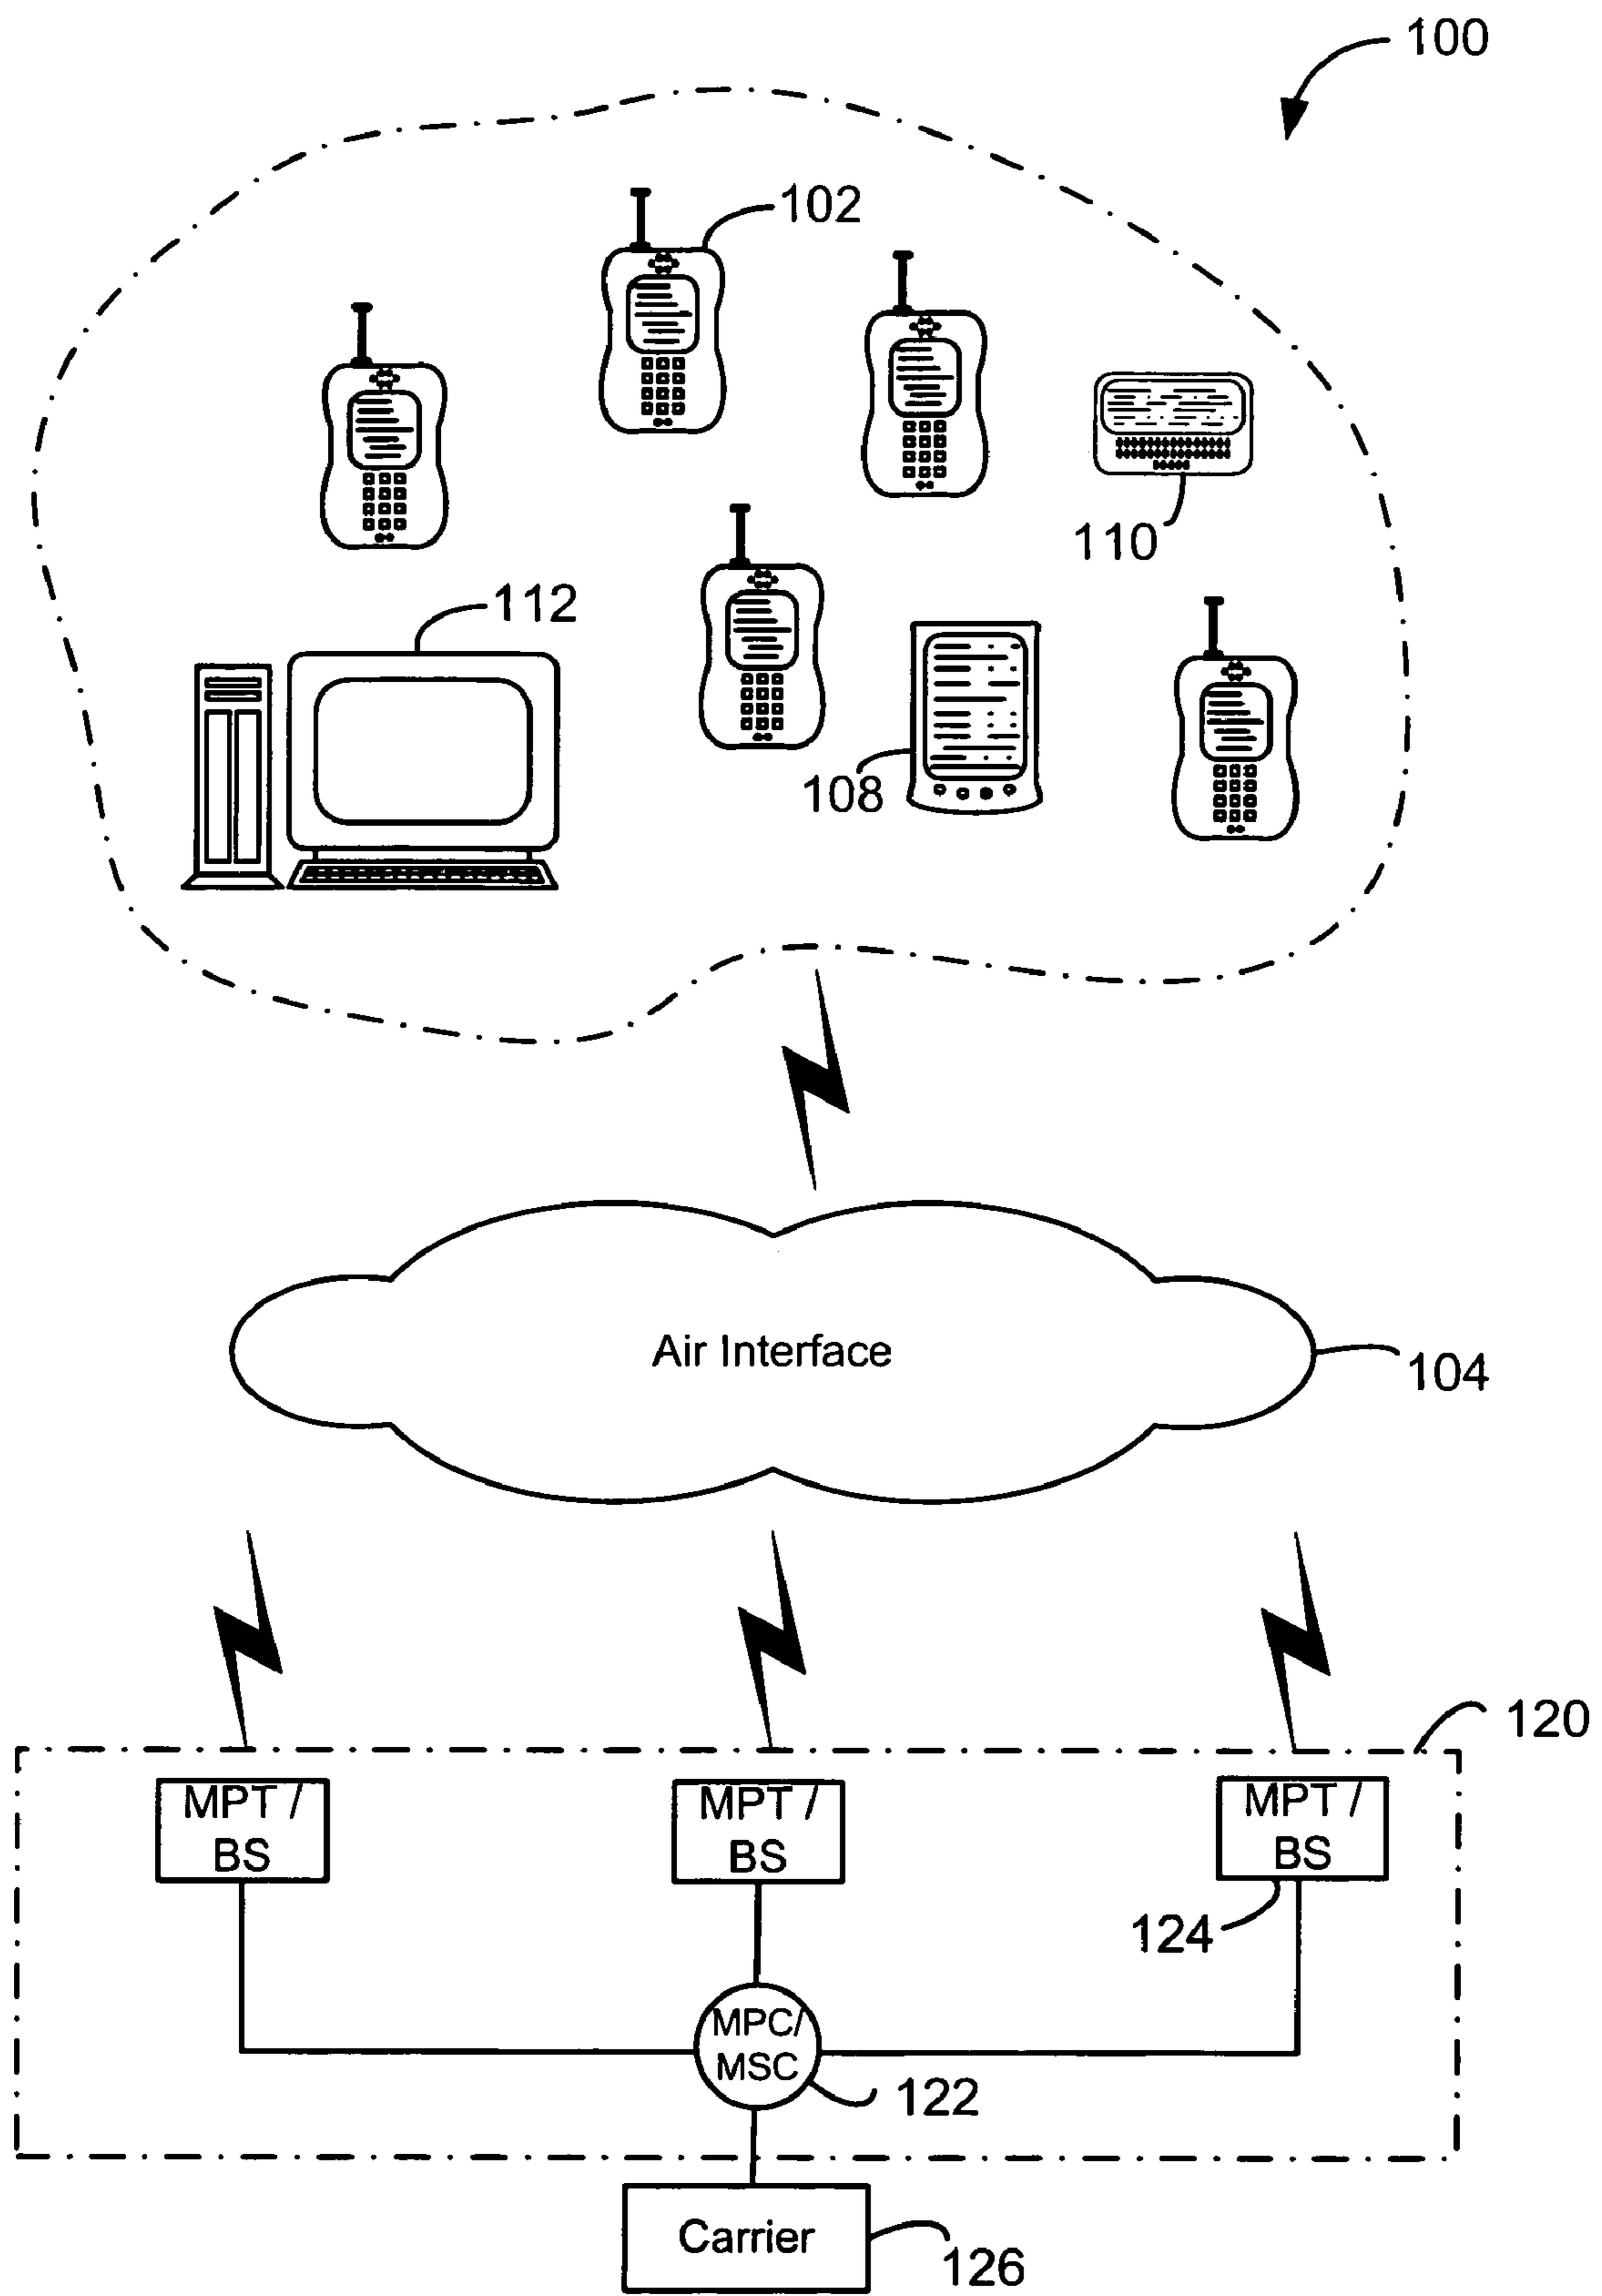 100
102
110
112
108
Air Interface
104
120
MPT /
BS
MPT /
BS
MPT /
BS
124
MPC/
MSC
122
Carrier
126